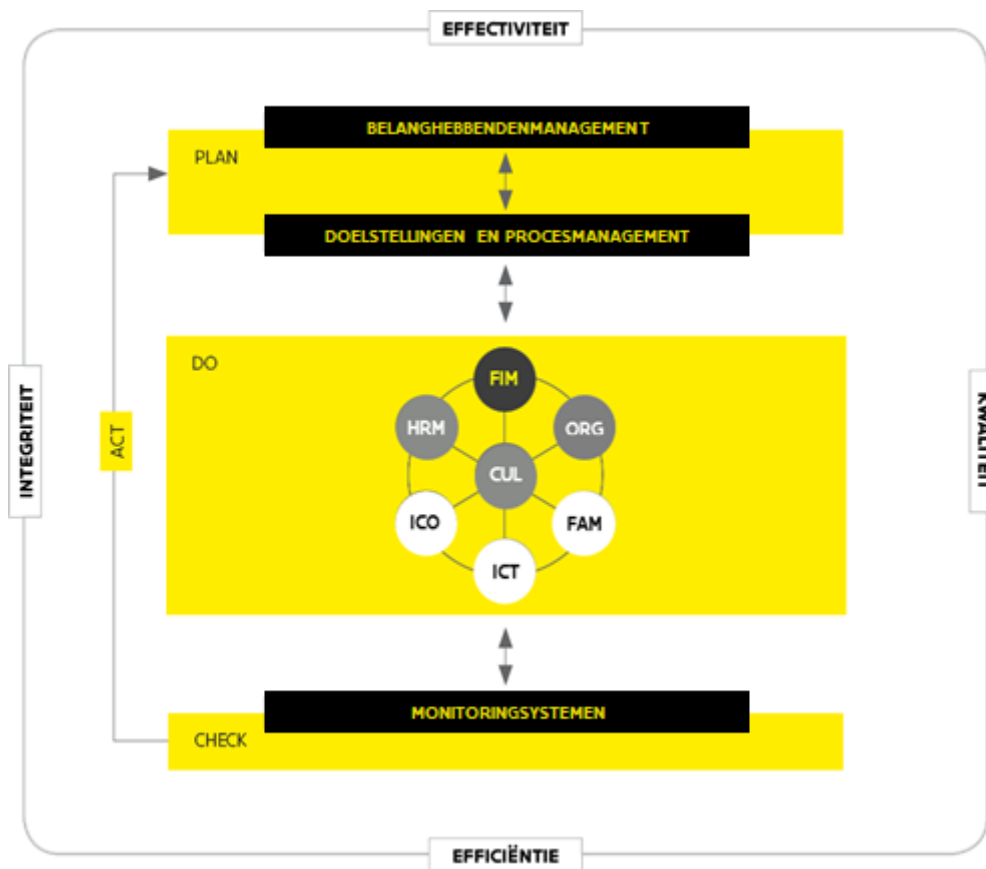 EFFECTIVITEIT
BELANGHEBBENDENMANAGEMENT
PLAN
DOELSTELLINGEN EN PROCESMANAGEMENT
DO
FIM
HRM
ORG
CUL
ICO
FAM
ICT
INTEGRITEIT
ACT
KWALITEIT
MONITORINGSYSTEMEN
CHECK
EFFICIËNTIE